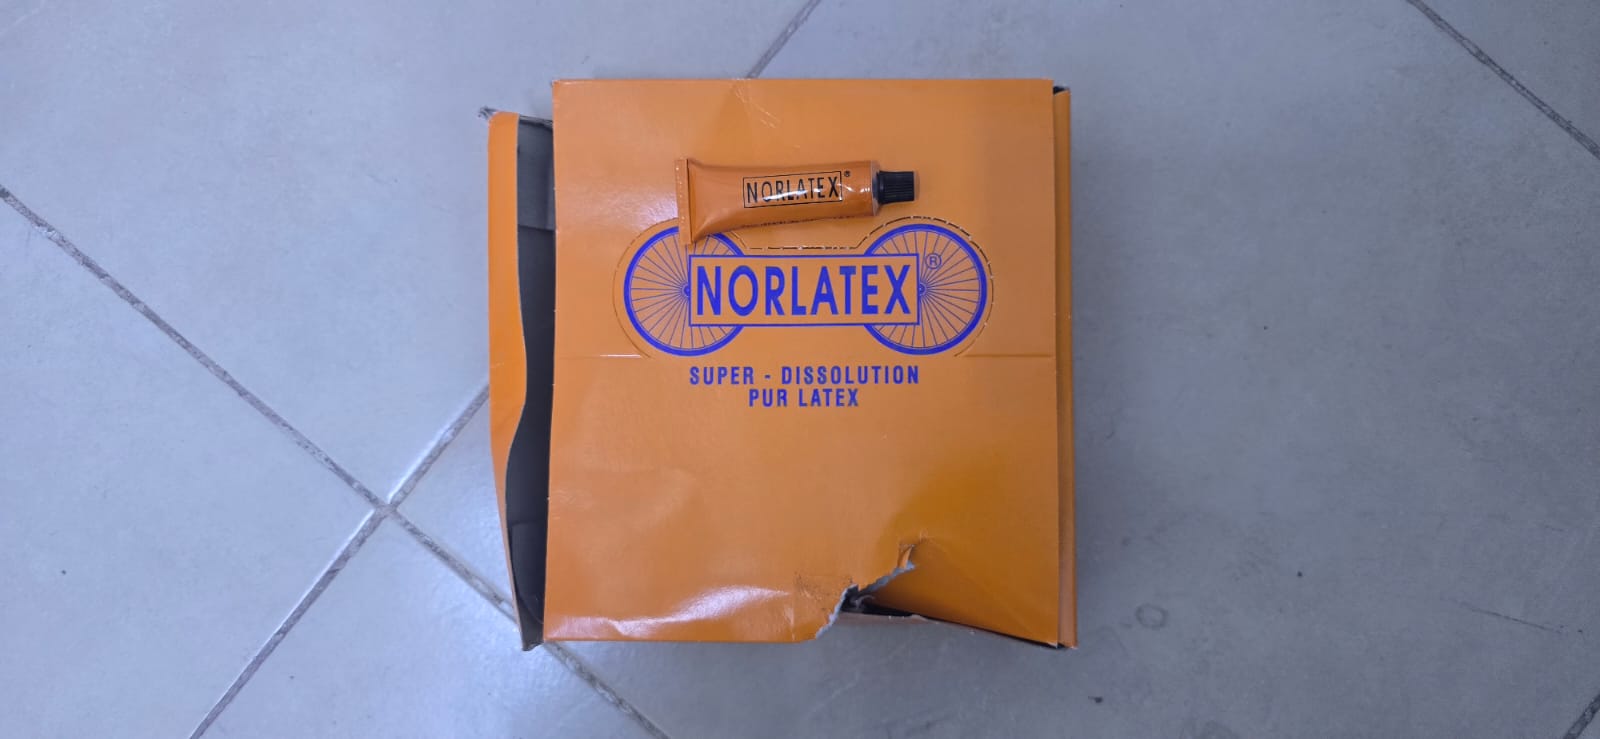 NORLATEX®
NORLATEX ®
SUPER - DISSOLUTION
PUR LATEX